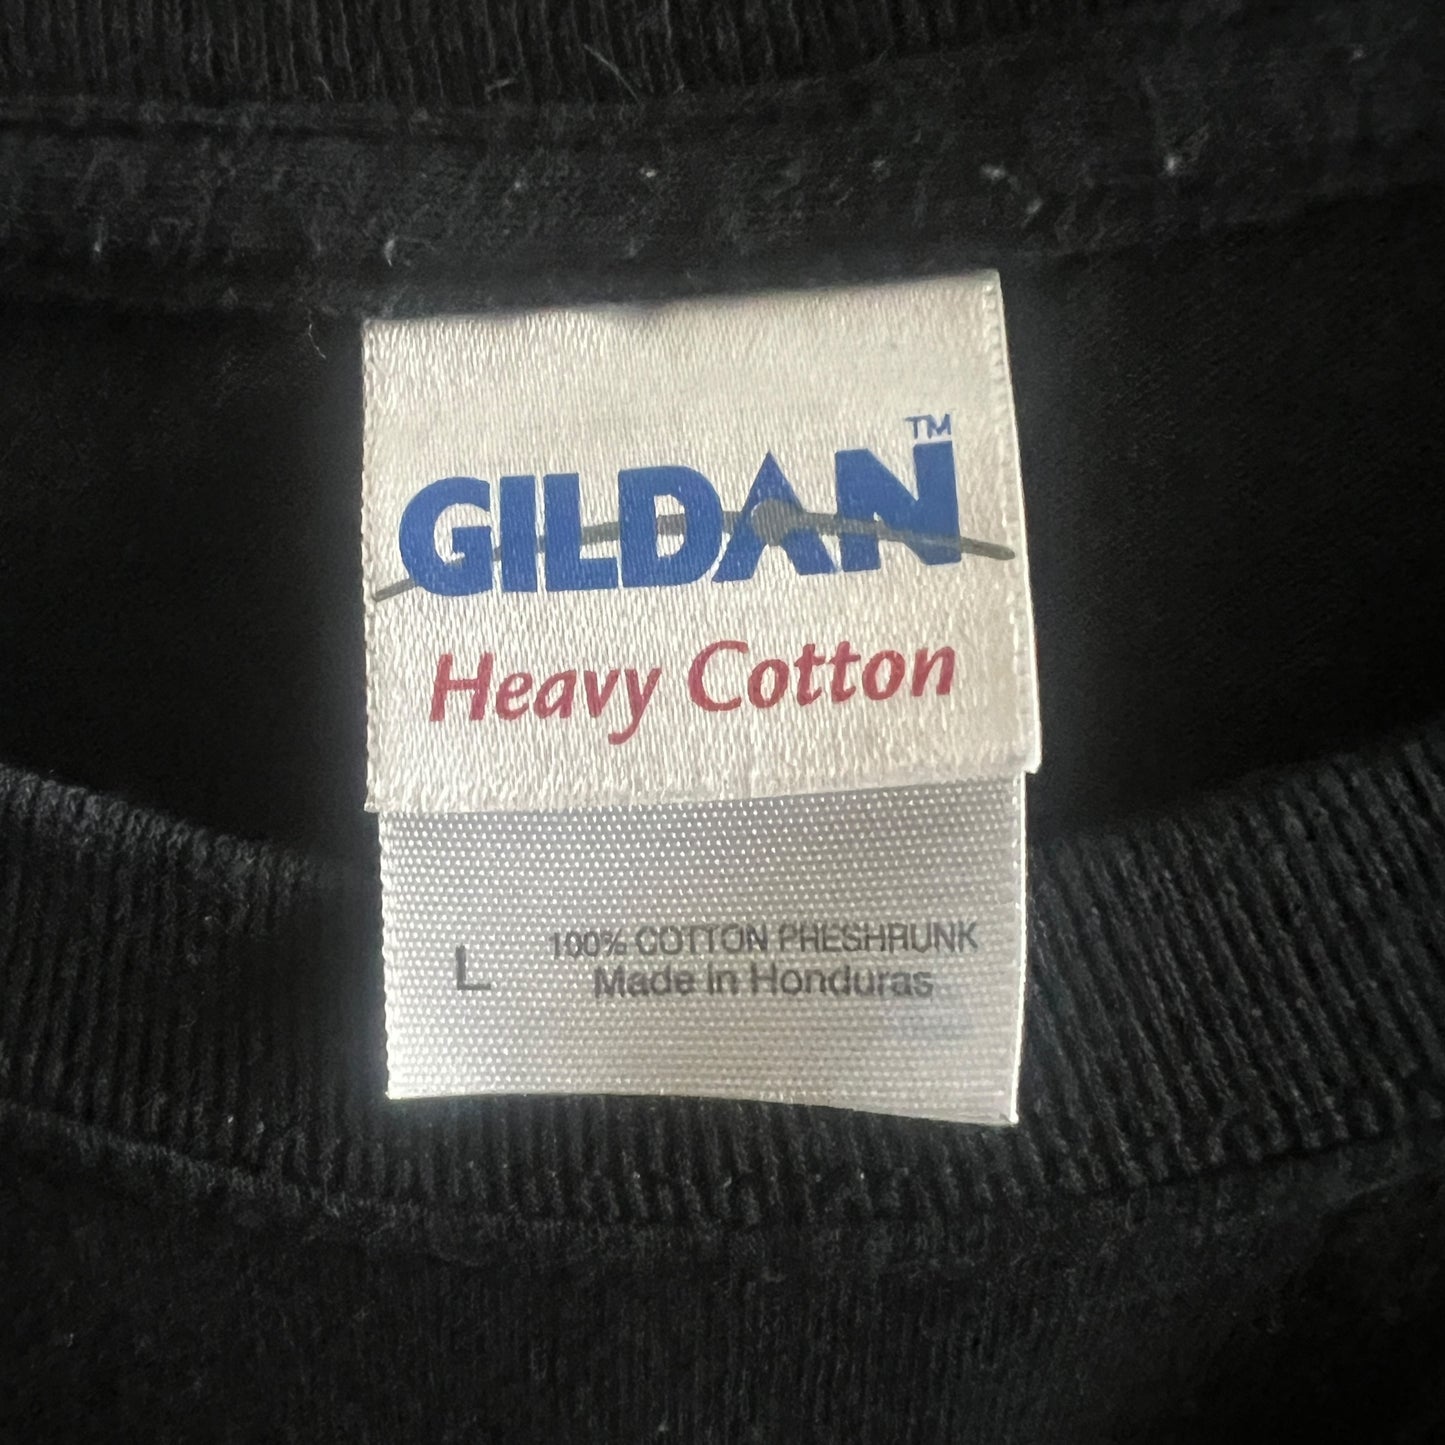 GILDAN™
Heavy Cotton
L
100% COTTON PRESHRUNK
Made in Honduras